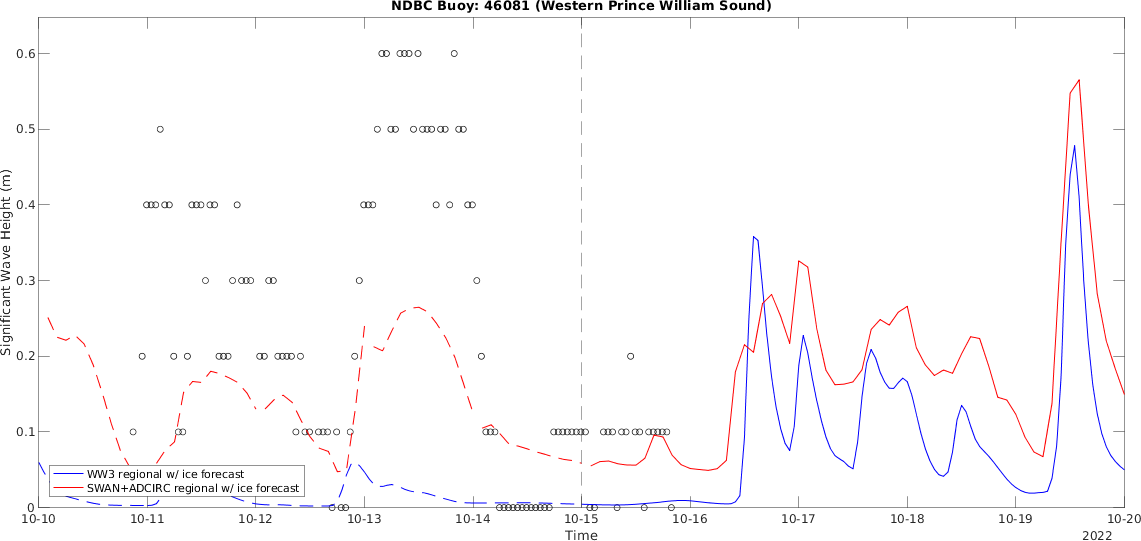 NDBC Buoy: 46081 (Western Prince William Sound)
Significant Wave Height (m)
0.6
0.5
0.4
0.3
0.2
0.1
0
WW3 regional w/ ice forecast
SWAN+ADCIRC regional w/ ice forecast
10-10 10-11 10-12 10-13 10-14 10-15 10-16 10-17 10-18 10-19 10-20
Time
2022